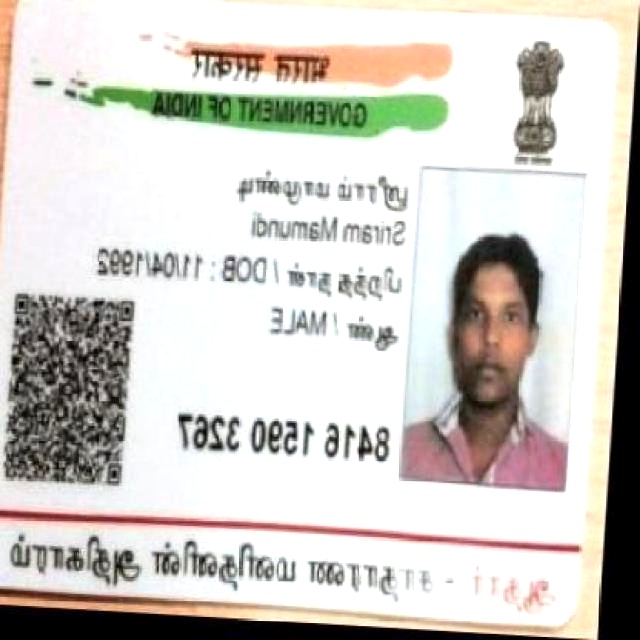 भारत सरकार
GOVERNMENT OF INDIA
ஸ்ரீராம் மாமுண்டி
Sriram Mamundi
பிறந்த நாள் / DOB : 11/04/1992
ஆண் / MALE
8416 1590 3267
ஆதார் - சாதாரண மனிதனின் அதிகாரம்